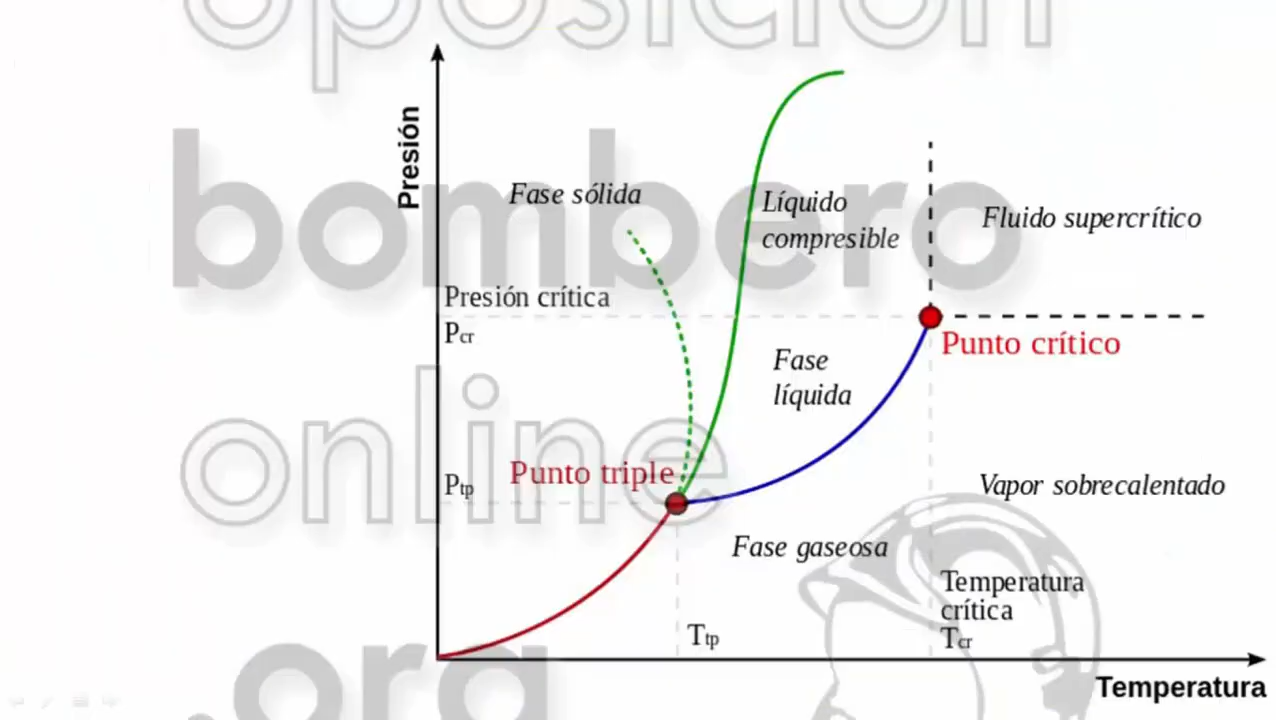 oposición
bombero
online
.org
Presión
Fase sólida
Líquido
compresible
Fluido supercrítico
Presión crítica
Pcr
Punto crítico
Fase
líquida
Punto triple
Ptp
Vapor sobrecalentado
Fase gaseosa
Temperatura
crítica
Tcr
Ttp
Temperatura